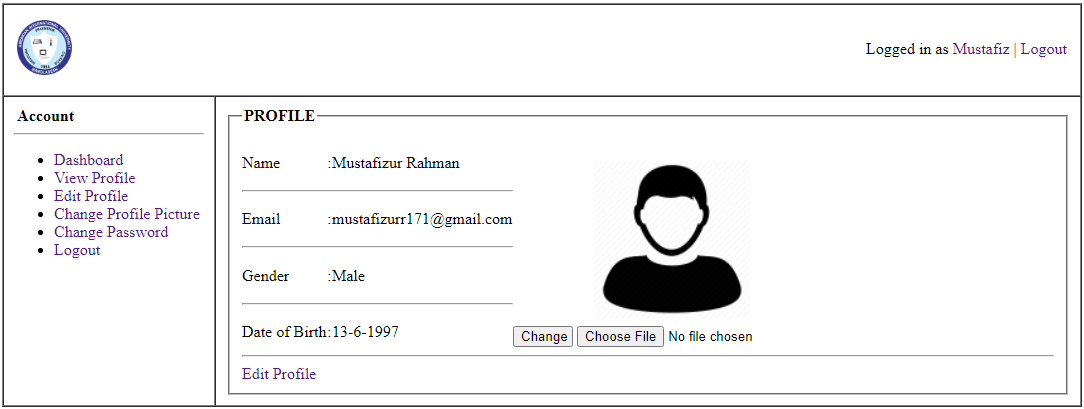 Logged in as Mustafiz | Logout
Account
Dashboard
View Profile
Edit Profile
Change Profile Picture
Change Password
Logout
PROFILE
Name :Mustafizur Rahman
Email :mustafizurr171@gmail.com
Gender :Male
Date of Birth:13-6-1997
Change Choose File No file chosen
Edit Profile